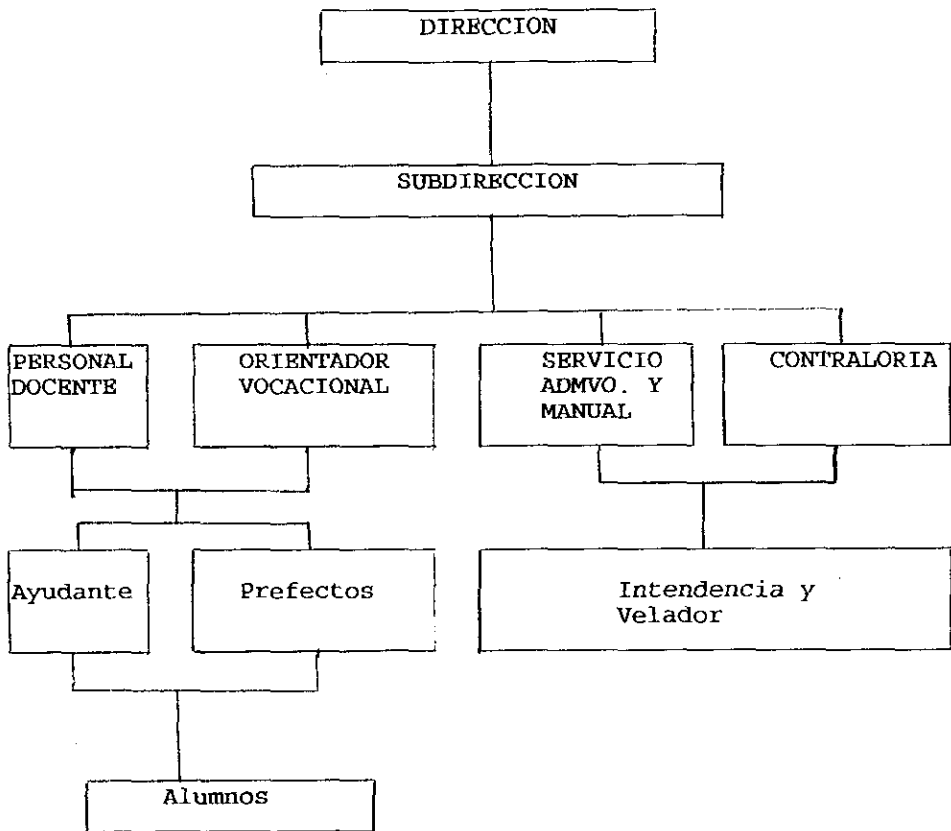 DIRECCION
SUBDIRECCION
PERSONAL
DOCENTE
ORIENTADOR
VOCACIONAL
SERVICIO
ADMVO. Y
MANUAL
CONTRALORIA
Ayudante
Prefectos
Intendencia y
Velador
Alumnos